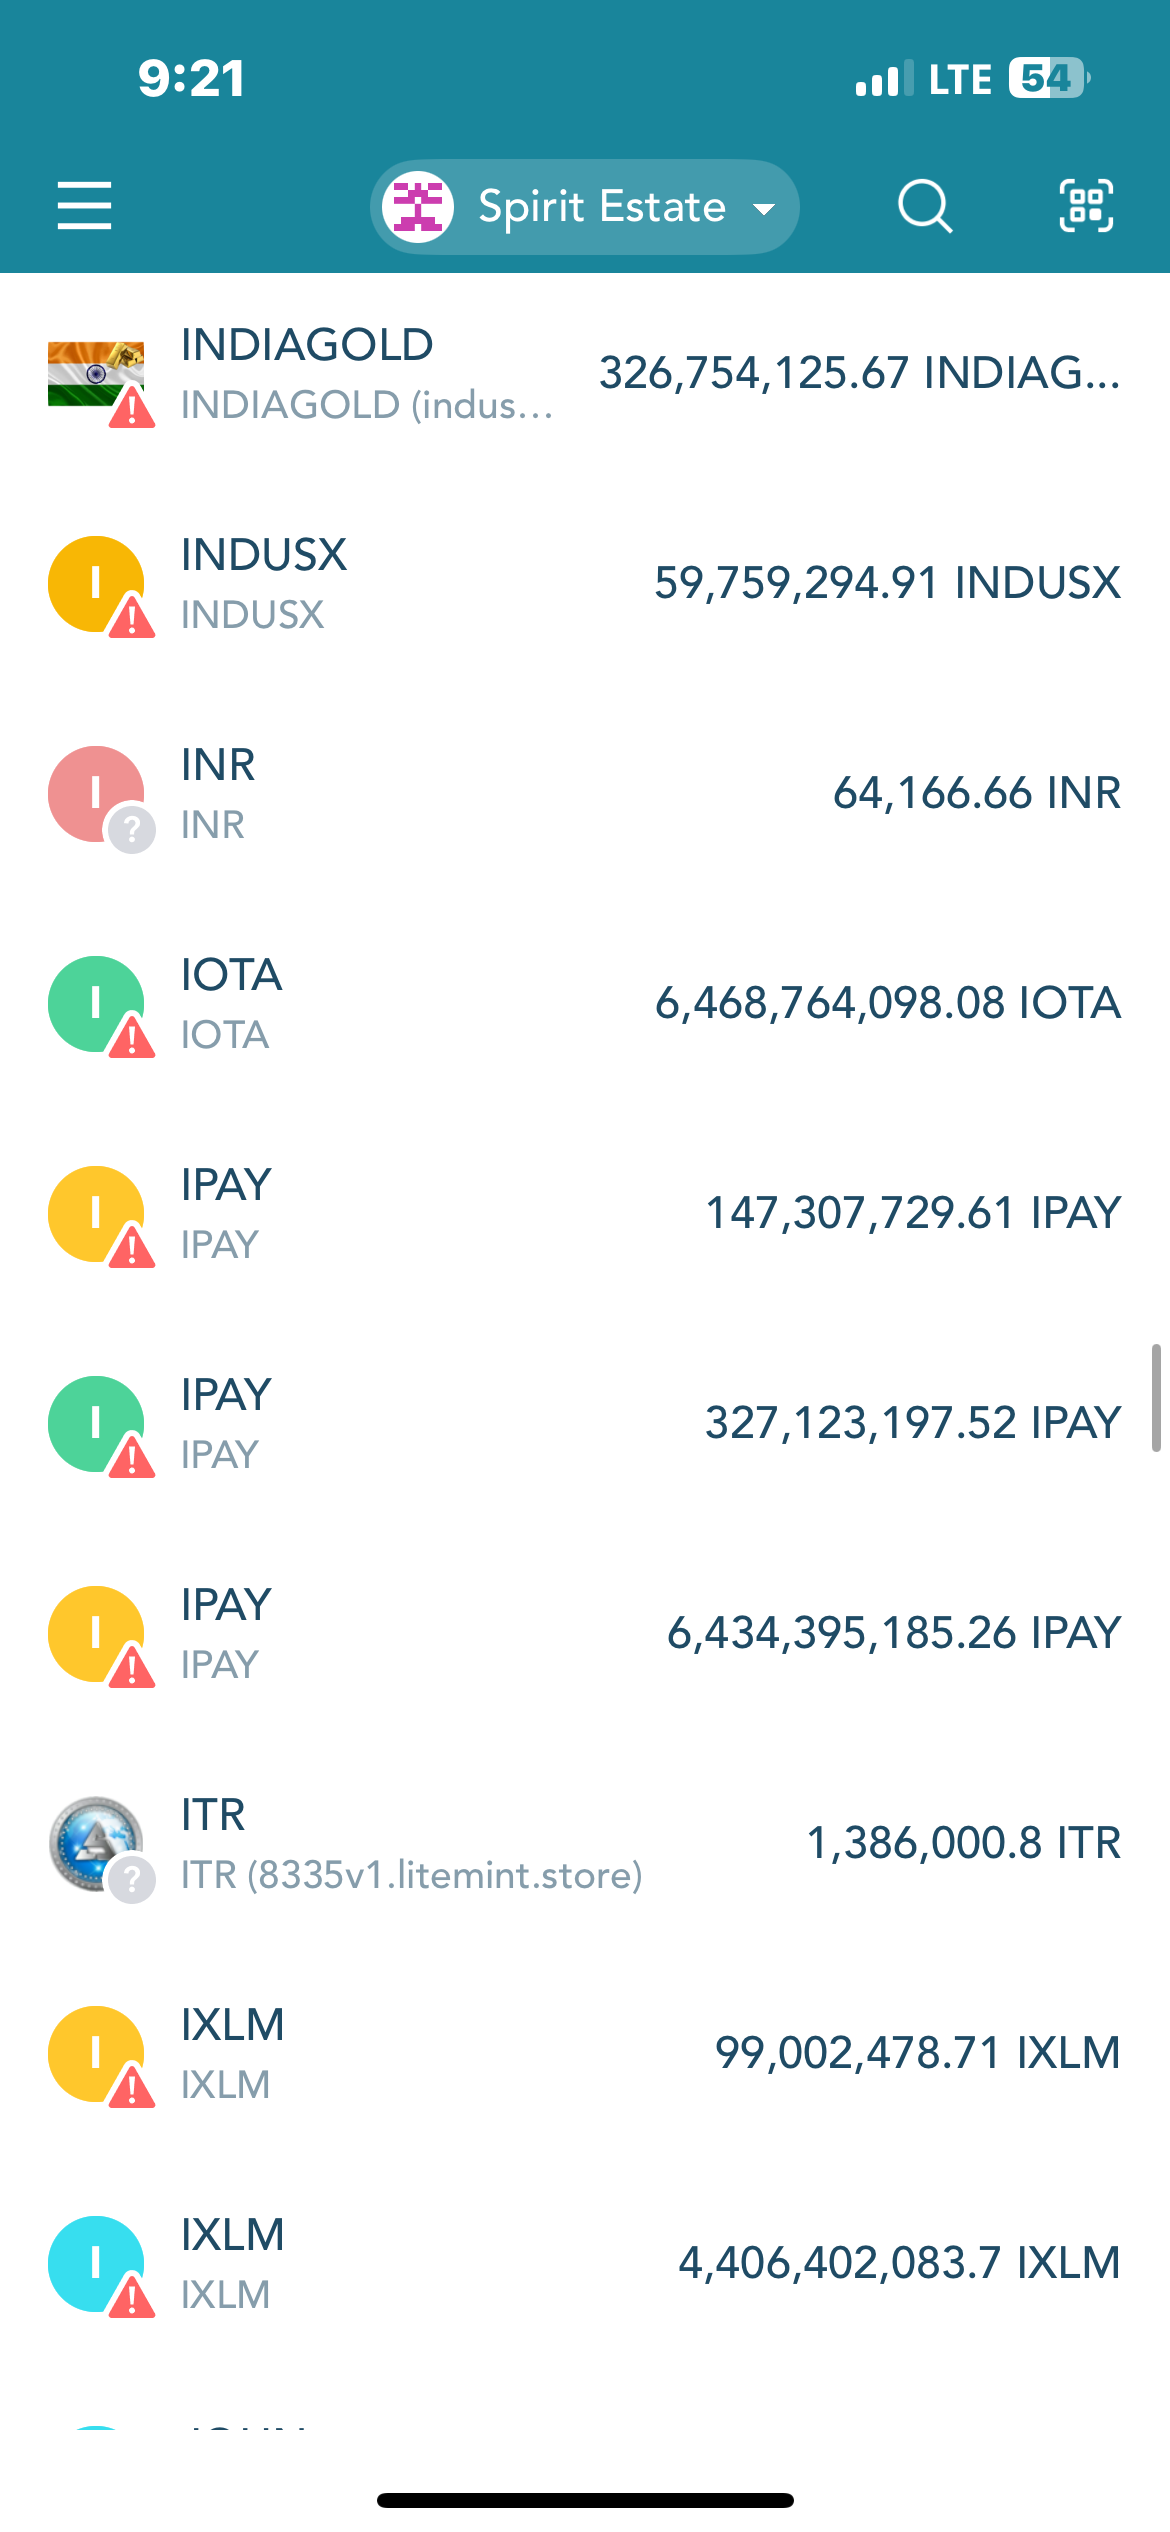 9:21 LTE 54
Spirit Estate
INDIAGOLD
INDIAGOLD (indus...
326,754,125.67 INDIAG...
I
INDUSX
INDUSX
59,759,294.91 INDUSX
I
?
INR
INR
64,166.66 INR
I
IOTA
IOTA
6,468,764,098.08 IOTA
I
IPAY
IPAY
147,307,729.61 IPAY
I
IPAY
IPAY
327,123,197.52 IPAY
I
IPAY
IPAY
6,434,395,185.26 IPAY
?
ITR
ITR (8335v1.litemint.store)
1,386,000.8 ITR
I
IXLM
IXLM
99,002,478.71 IXLM
I
IXLM
IXLM
4,406,402,083.7 IXLM